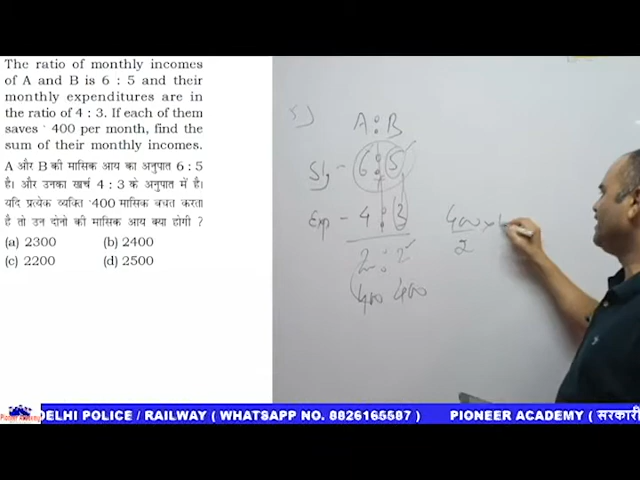 The ratio of monthly incomes
of A and B is 6 : 5 and their
monthly expenditures are in
the ratio of 4 : 3. If each of them
saves ` 400 per month, find the
sum of their monthly incomes.
A और B की मासिक आय का अनुपात 6 : 5
है। और उनका खर्च 4 : 3 के अनुपात में है।
यदि प्रत्येक व्यक्ति `400 मासिक बचत करता
है तो उन दोनो की मासिक आय क्या होगी ?
(a) 2300 (b) 2400
(c) 2200 (d) 2500
A : B
6 : 5
Exp - 4 : 3
2 : 2
400 400
400 ×
2
Pioneer Academy
DELHI POLICE / RAILWAY ( WHATSAPP NO. 8826165587 ) PIONEER ACADEMY (सरकारी